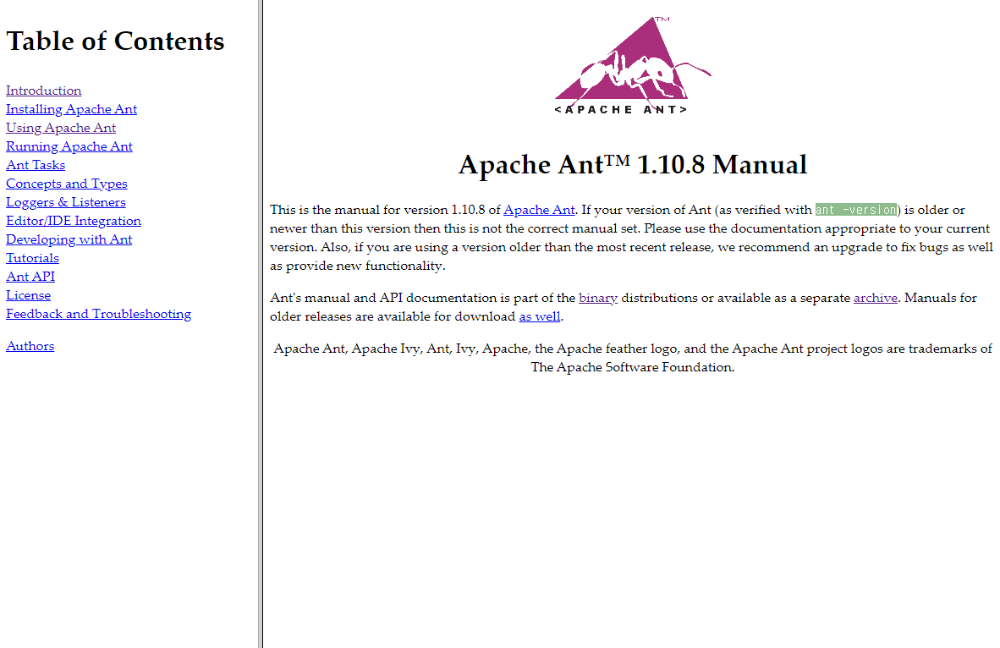 Table of Contents
Introduction
Installing Apache Ant
Using Apache Ant
Running Apache Ant
Ant Tasks
Concepts and Types
Loggers & Listeners
Editor/IDE Integration
Developing with Ant
Tutorials
Ant API
License
Feedback and Troubleshooting
Authors
TM
<APACHE ANT>
Apache Ant™ 1.10.8 Manual
This is the manual for version 1.10.8 of Apache Ant. If your version of Ant (as verified with ant -version) is older or
newer than this version then this is not the correct manual set. Please use the documentation appropriate to your current
version. Also, if you are using a version older than the most recent release, we recommend an upgrade to fix bugs as well
as provide new functionality.
Ant's manual and API documentation is part of the binary distributions or available as a separate archive. Manuals for
older releases are available for download as well.
Apache Ant, Apache Ivy, Ant, Ivy, Apache, the Apache feather logo, and the Apache Ant project logos are trademarks of
The Apache Software Foundation.